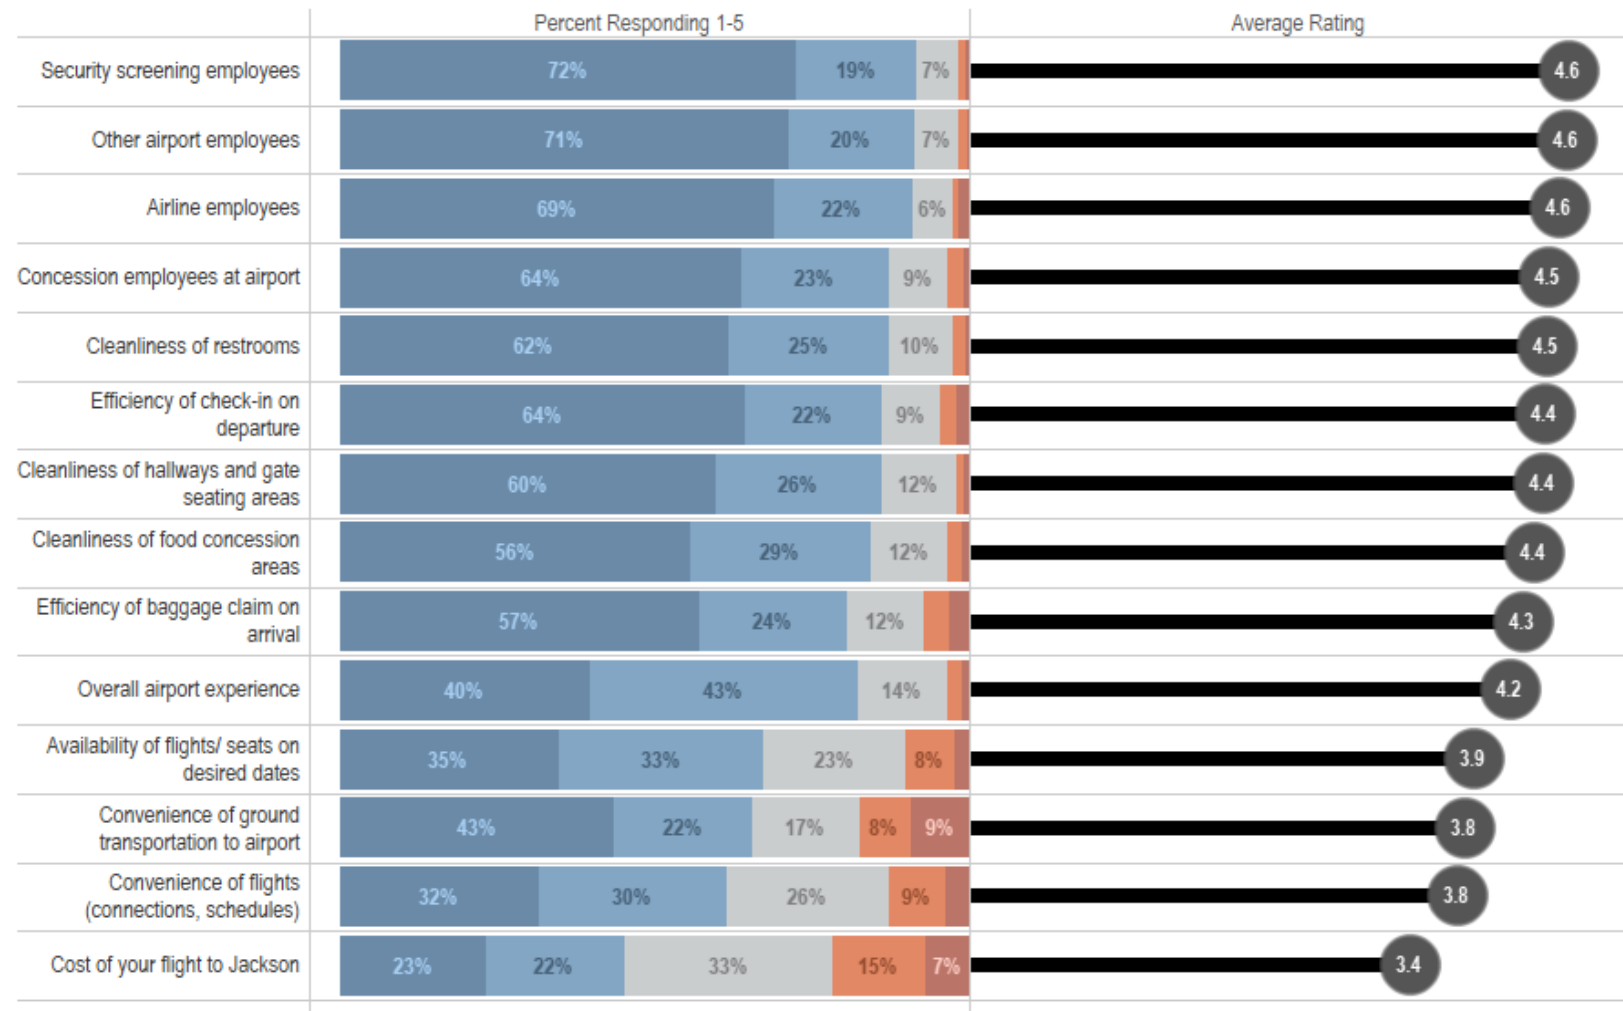 Percent Responding 1-5
Average Rating
Security screening employees
72%
19%
7%
4.6
Other airport employees
71%
20%
7%
4.6
Airline employees
69%
22%
6%
4.6
Concession employees at airport
64%
23%
9%
4.5
Cleanliness of restrooms
62%
25%
10%
4.5
Efficiency of check-in on
departure
64%
22%
9%
4.4
Cleanliness of hallways and gate
seating areas
60%
26%
12%
4.4
Cleanliness of food concession
areas
56%
29%
12%
4.4
Efficiency of baggage claim on
arrival
57%
24%
12%
4.3
Overall airport experience
40%
43%
14%
4.2
Availability of flights/ seats on
desired dates
35%
33%
23%
8%
3.9
Convenience of ground
transportation to airport
43%
22%
17%
8%
9%
3.8
Convenience of flights
(connections, schedules)
32%
30%
26%
9%
3.8
Cost of your flight to Jackson
23%
22%
33%
15%
7%
3.4